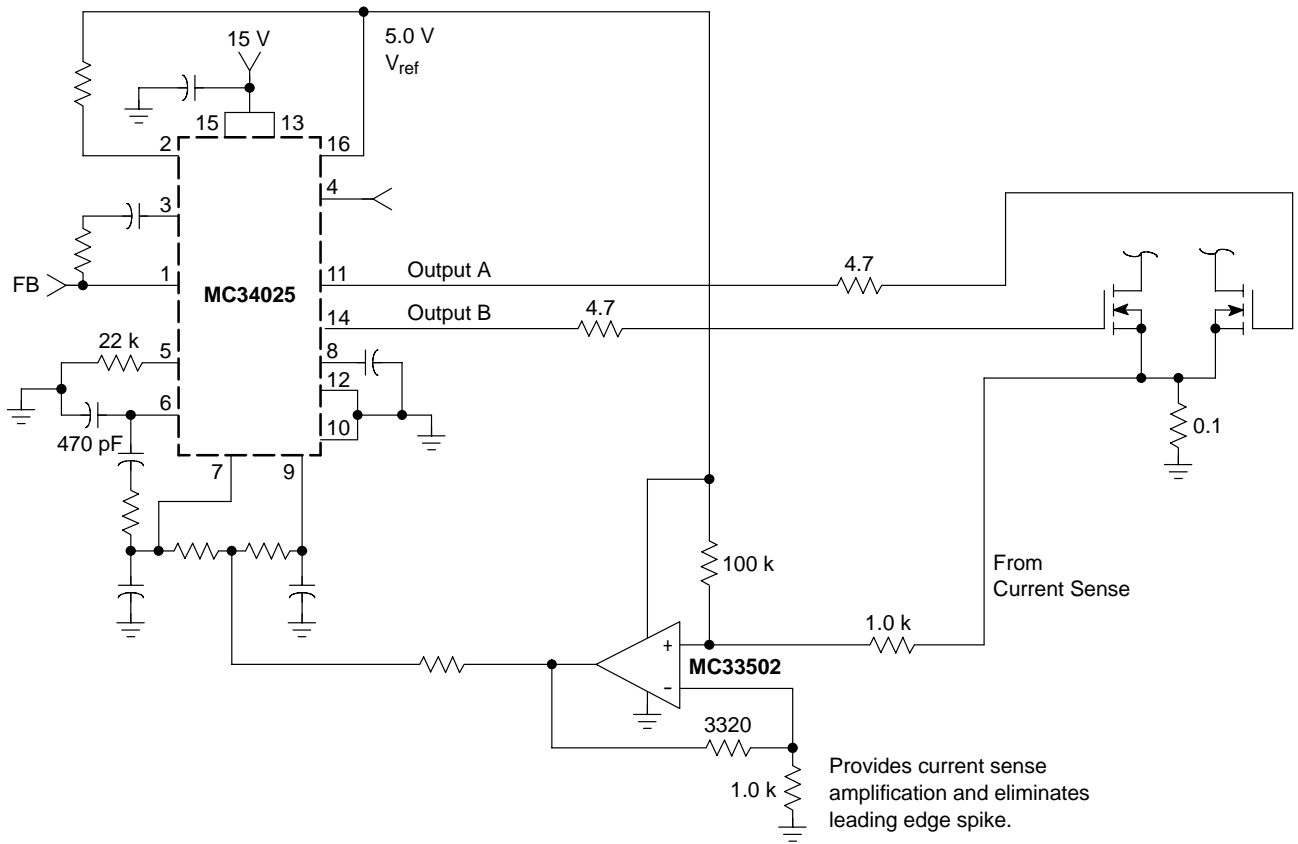 15 V
5.0 V
Vref
15
13
2
16
4
3
FB
1
MC34025
11
Output A
4.7
14
Output B
4.7
22 k
5
8
12
6
10
470 pF
7
9
0.1
100 k
From
Current Sense
1.0 k
+
MC33502
-
3320
1.0 k
Provides current sense
amplification and eliminates
leading edge spike.